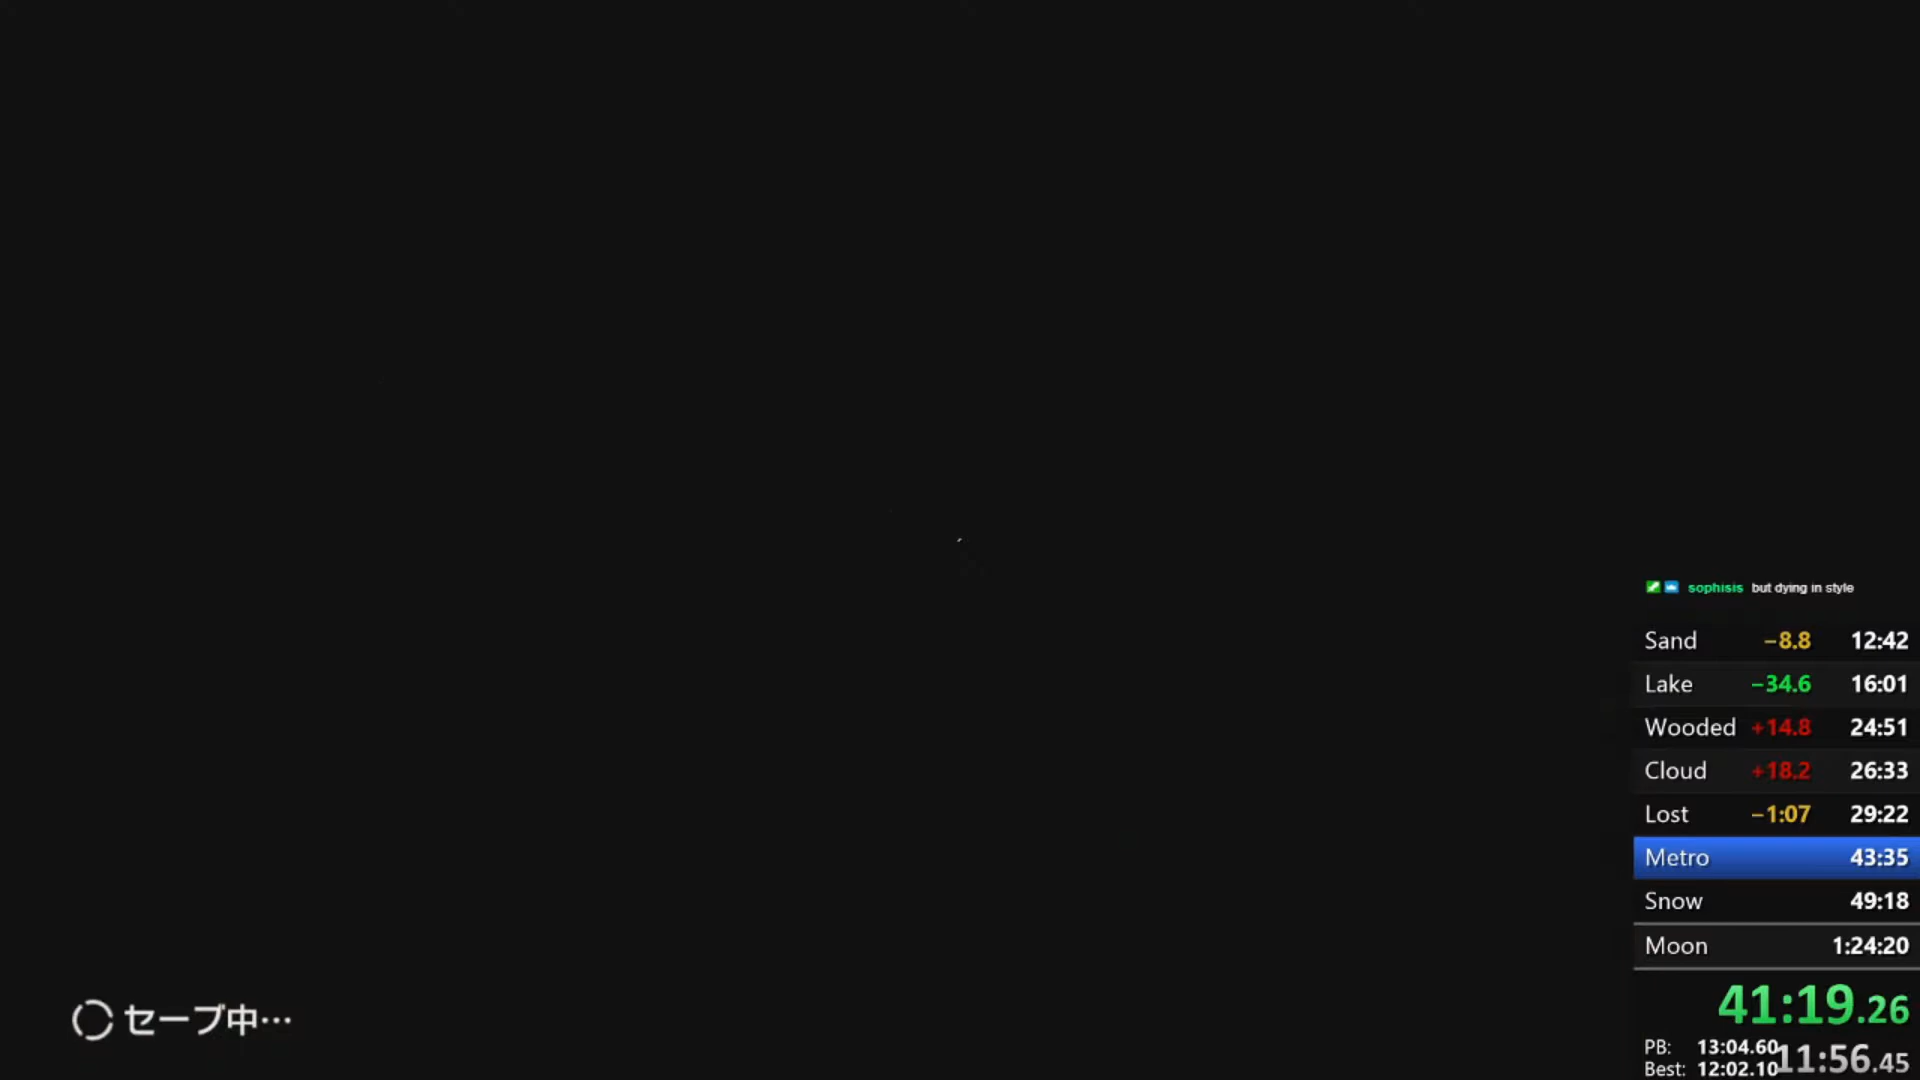 sophisis but dying in style
Sand −8.8 12:42
Lake −34.6 16:01
Wooded +14.8 24:51
Cloud +18.2 26:33
Lost −1:07 29:22
Metro 43:35
Snow 49:18
Moon 1:24:20
41:19.26
PB: 13:04.60
Best: 12:02.10
11:56.45
セーブ中…